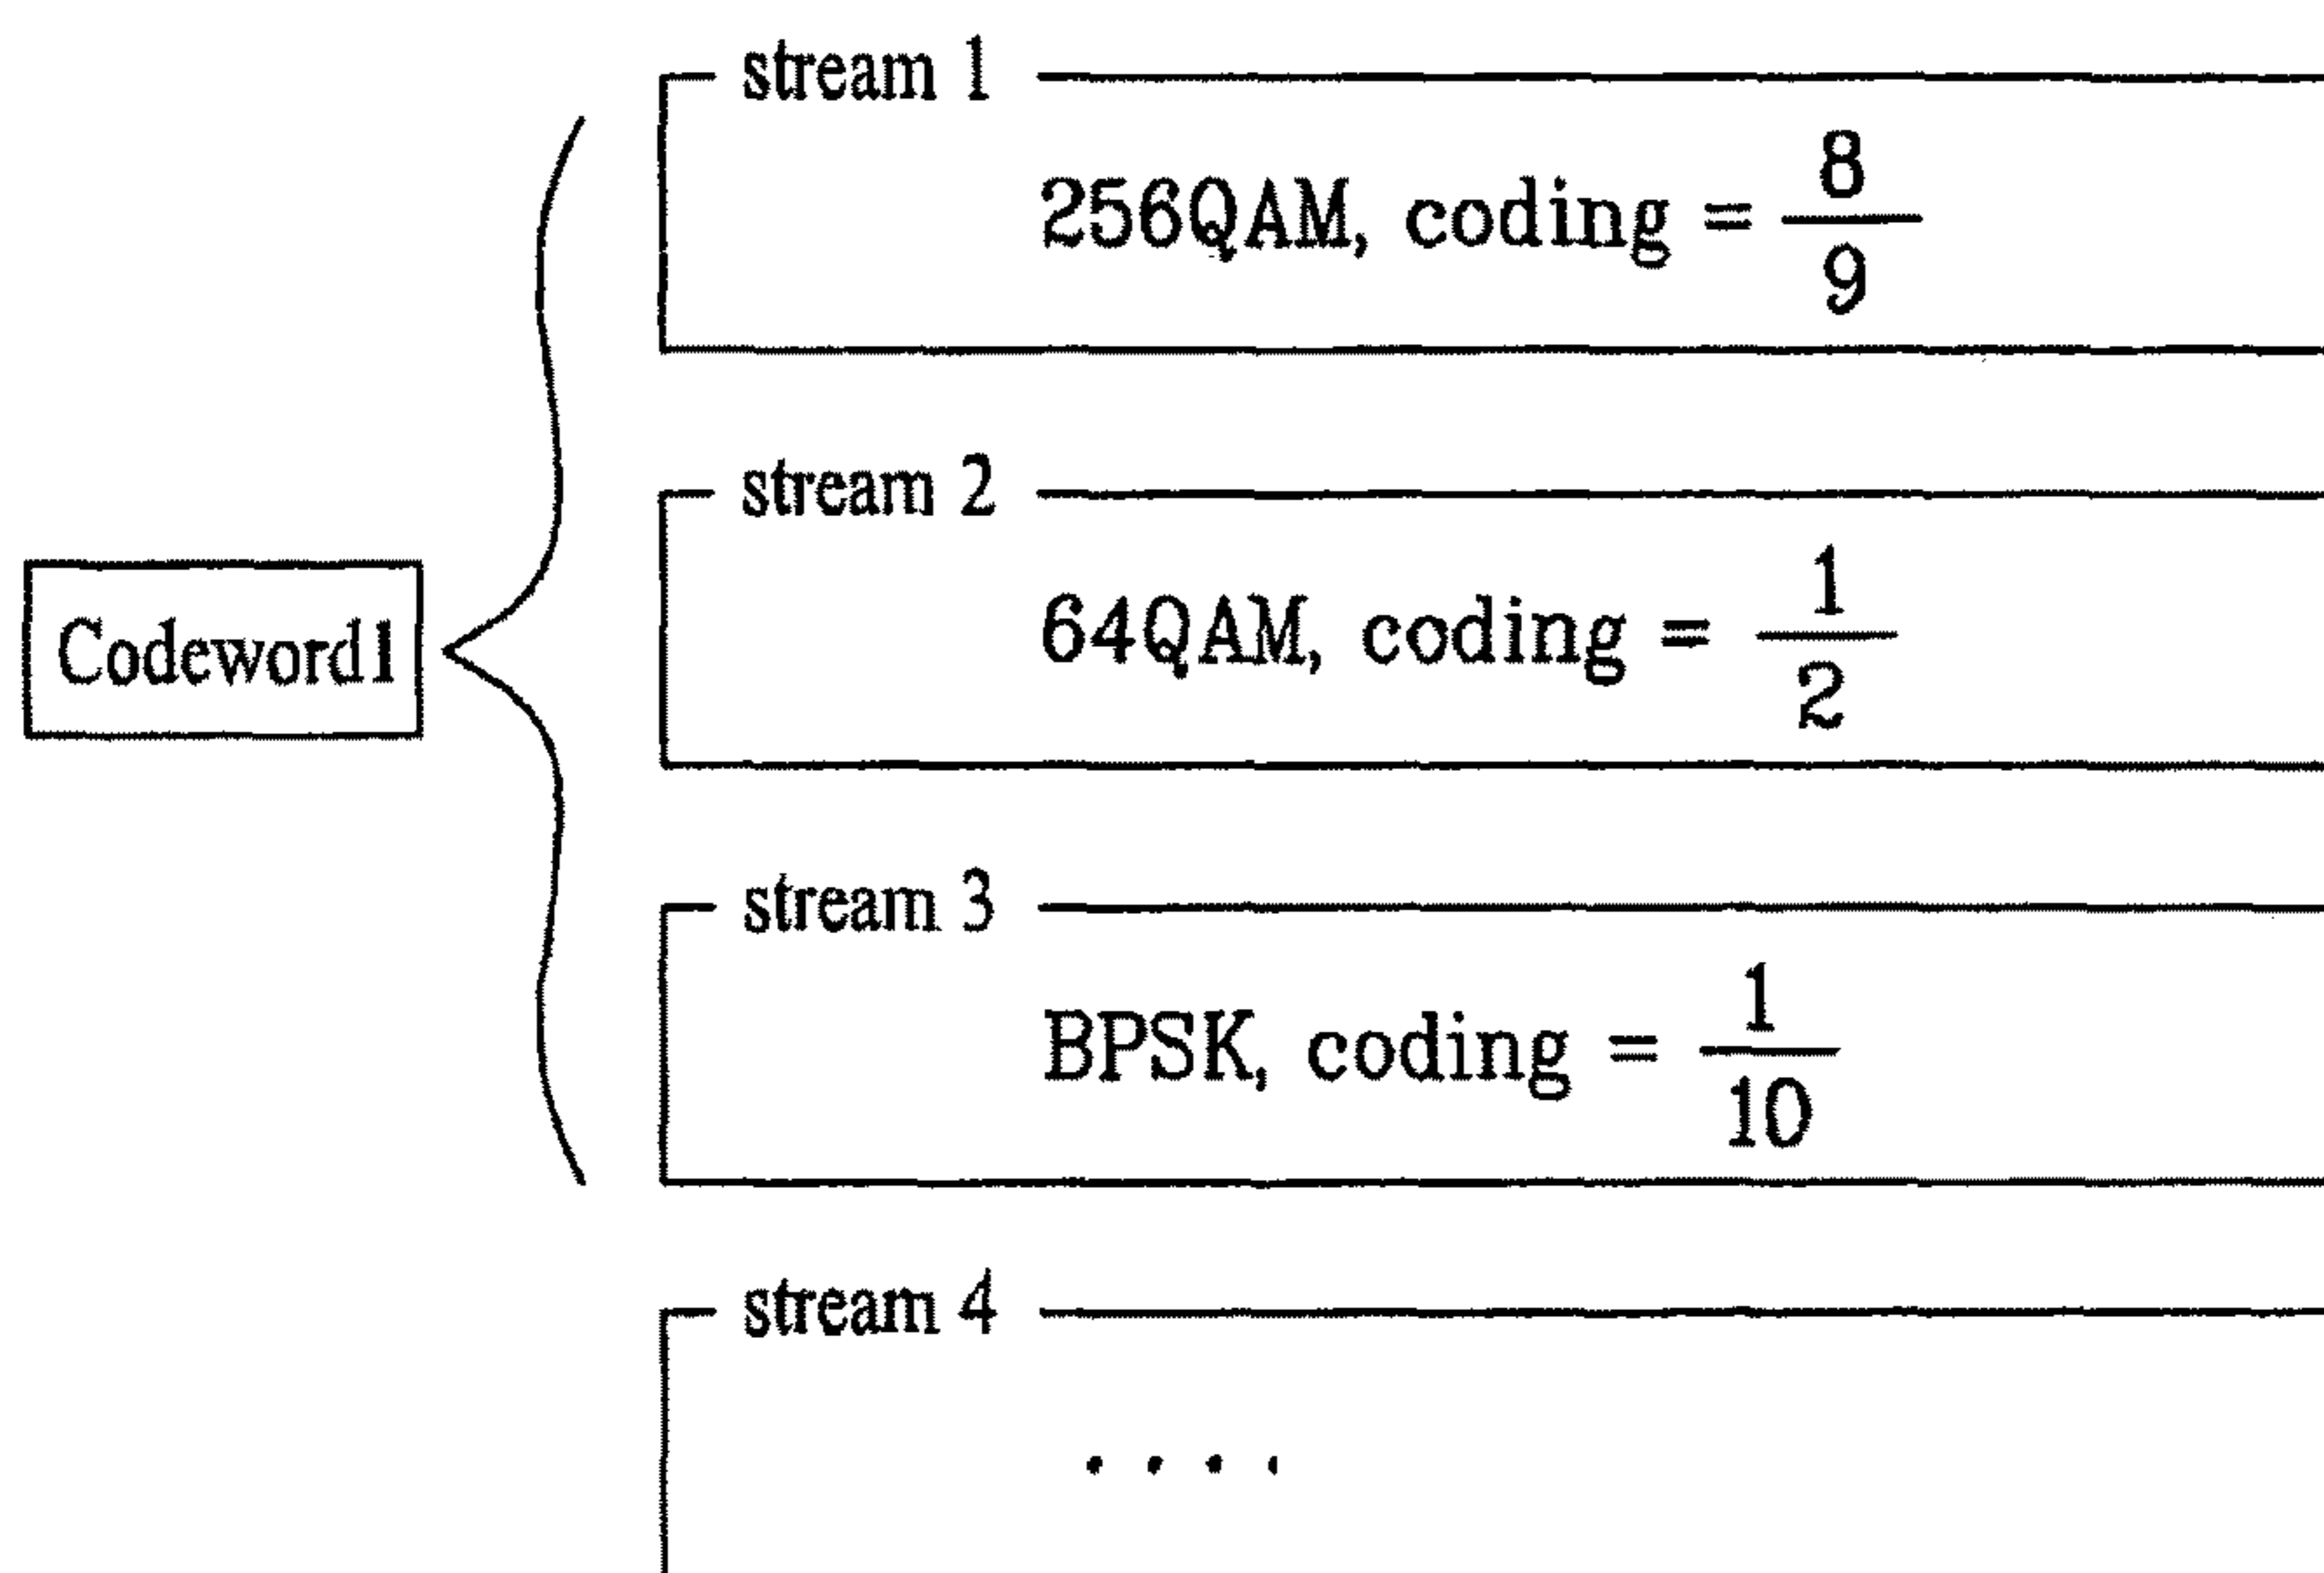 stream 1
256QAM, coding = 8/9
stream 2
64QAM, coding = 1/2
Codeword1
stream 3
BPSK, coding = 1/10
stream 4
. . . .